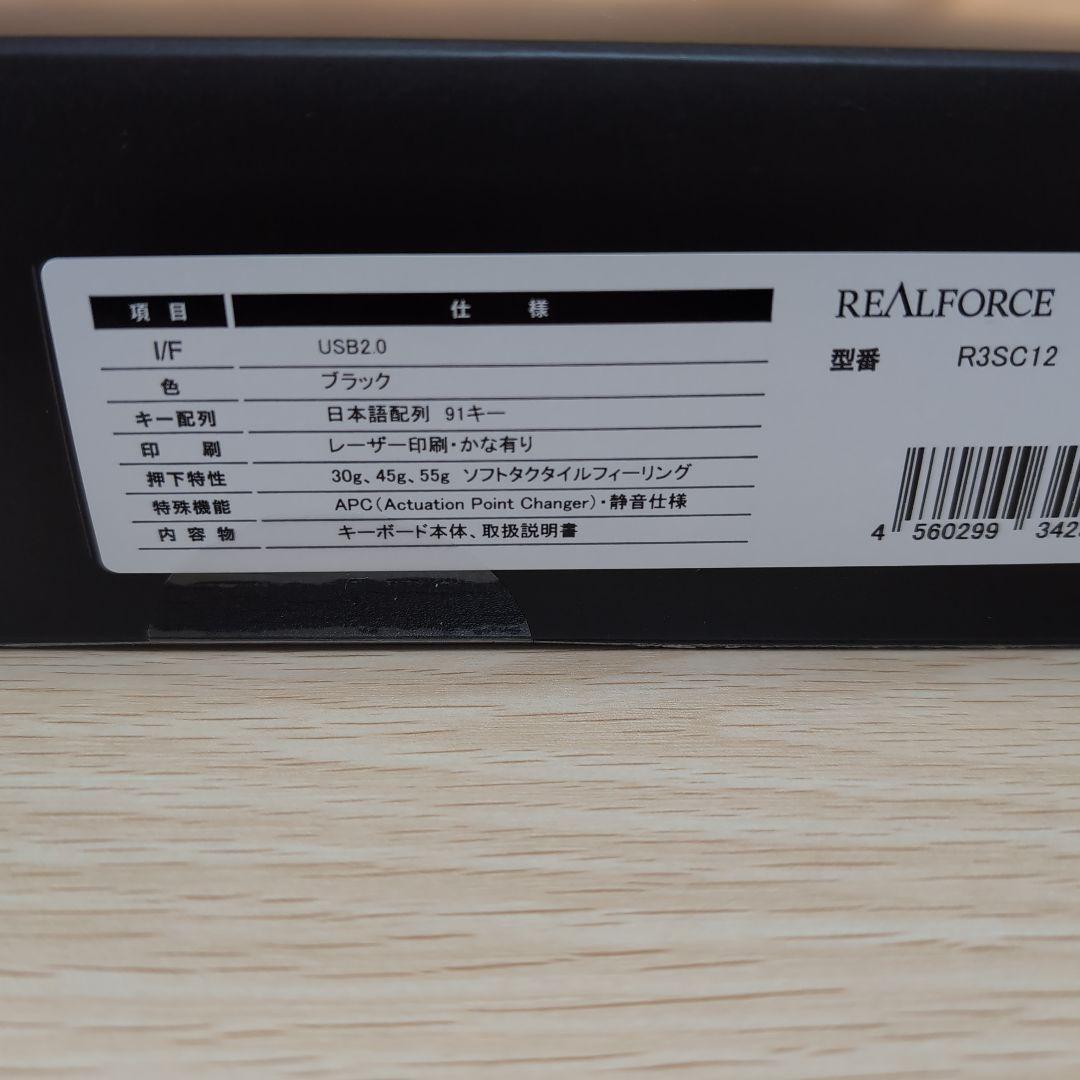 項目 仕様
I/F USB2.0
色 ブラック
キー配列 日本語配列 91キー
印刷 レーザー印刷・かな有り
押下特性 30g、45g、55g ソフトタクタイルフィーリング
特殊機能 APC(Actuation Point Changer)・静音仕様
内容物 キーボード本体、取扱説明書
REALFORCE
型番 R3SC12
4 560299 342